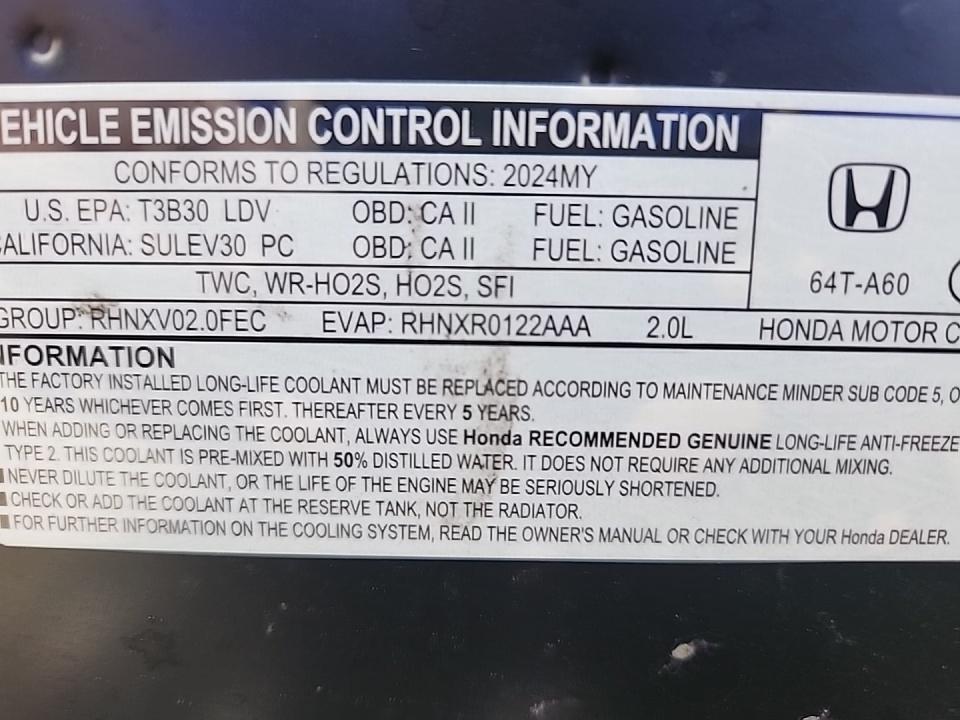 EHICLE EMISSION CONTROL INFORMATION
CONFORMS TO REGULATIONS: 2024MY
U.S. EPA: T3B30 LDV OBD: CA II FUEL: GASOLINE
CALIFORNIA: SULEV30 PC OBD: CA II FUEL: GASOLINE
TWC, WR-HO2S, HO2S, SFI
64T-A60
GROUP: RHNXV02.0FEC EVAP: RHNXR0122AAA 2.0L HONDA MOTOR C
NFORMATION
THE FACTORY INSTALLED LONG-LIFE COOLANT MUST BE REPLACED ACCORDING TO MAINTENANCE MINDER SUB CODE 5, O
10 YEARS WHICHEVER COMES FIRST. THEREAFTER EVERY 5 YEARS.
WHEN ADDING OR REPLACING THE COOLANT, ALWAYS USE Honda RECOMMENDED GENUINE LONG-LIFE ANTI-FREEZE
TYPE 2. THIS COOLANT IS PRE-MIXED WITH 50% DISTILLED WATER. IT DOES NOT REQUIRE ANY ADDITIONAL MIXING.
■NEVER DILUTE THE COOLANT, OR THE LIFE OF THE ENGINE MAY BE SERIOUSLY SHORTENED.
■CHECK OR ADD THE COOLANT AT THE RESERVE TANK, NOT THE RADIATOR.
■FOR FURTHER INFORMATION ON THE COOLING SYSTEM, READ THE OWNER'S MANUAL OR CHECK WITH YOUR Honda DEALER.